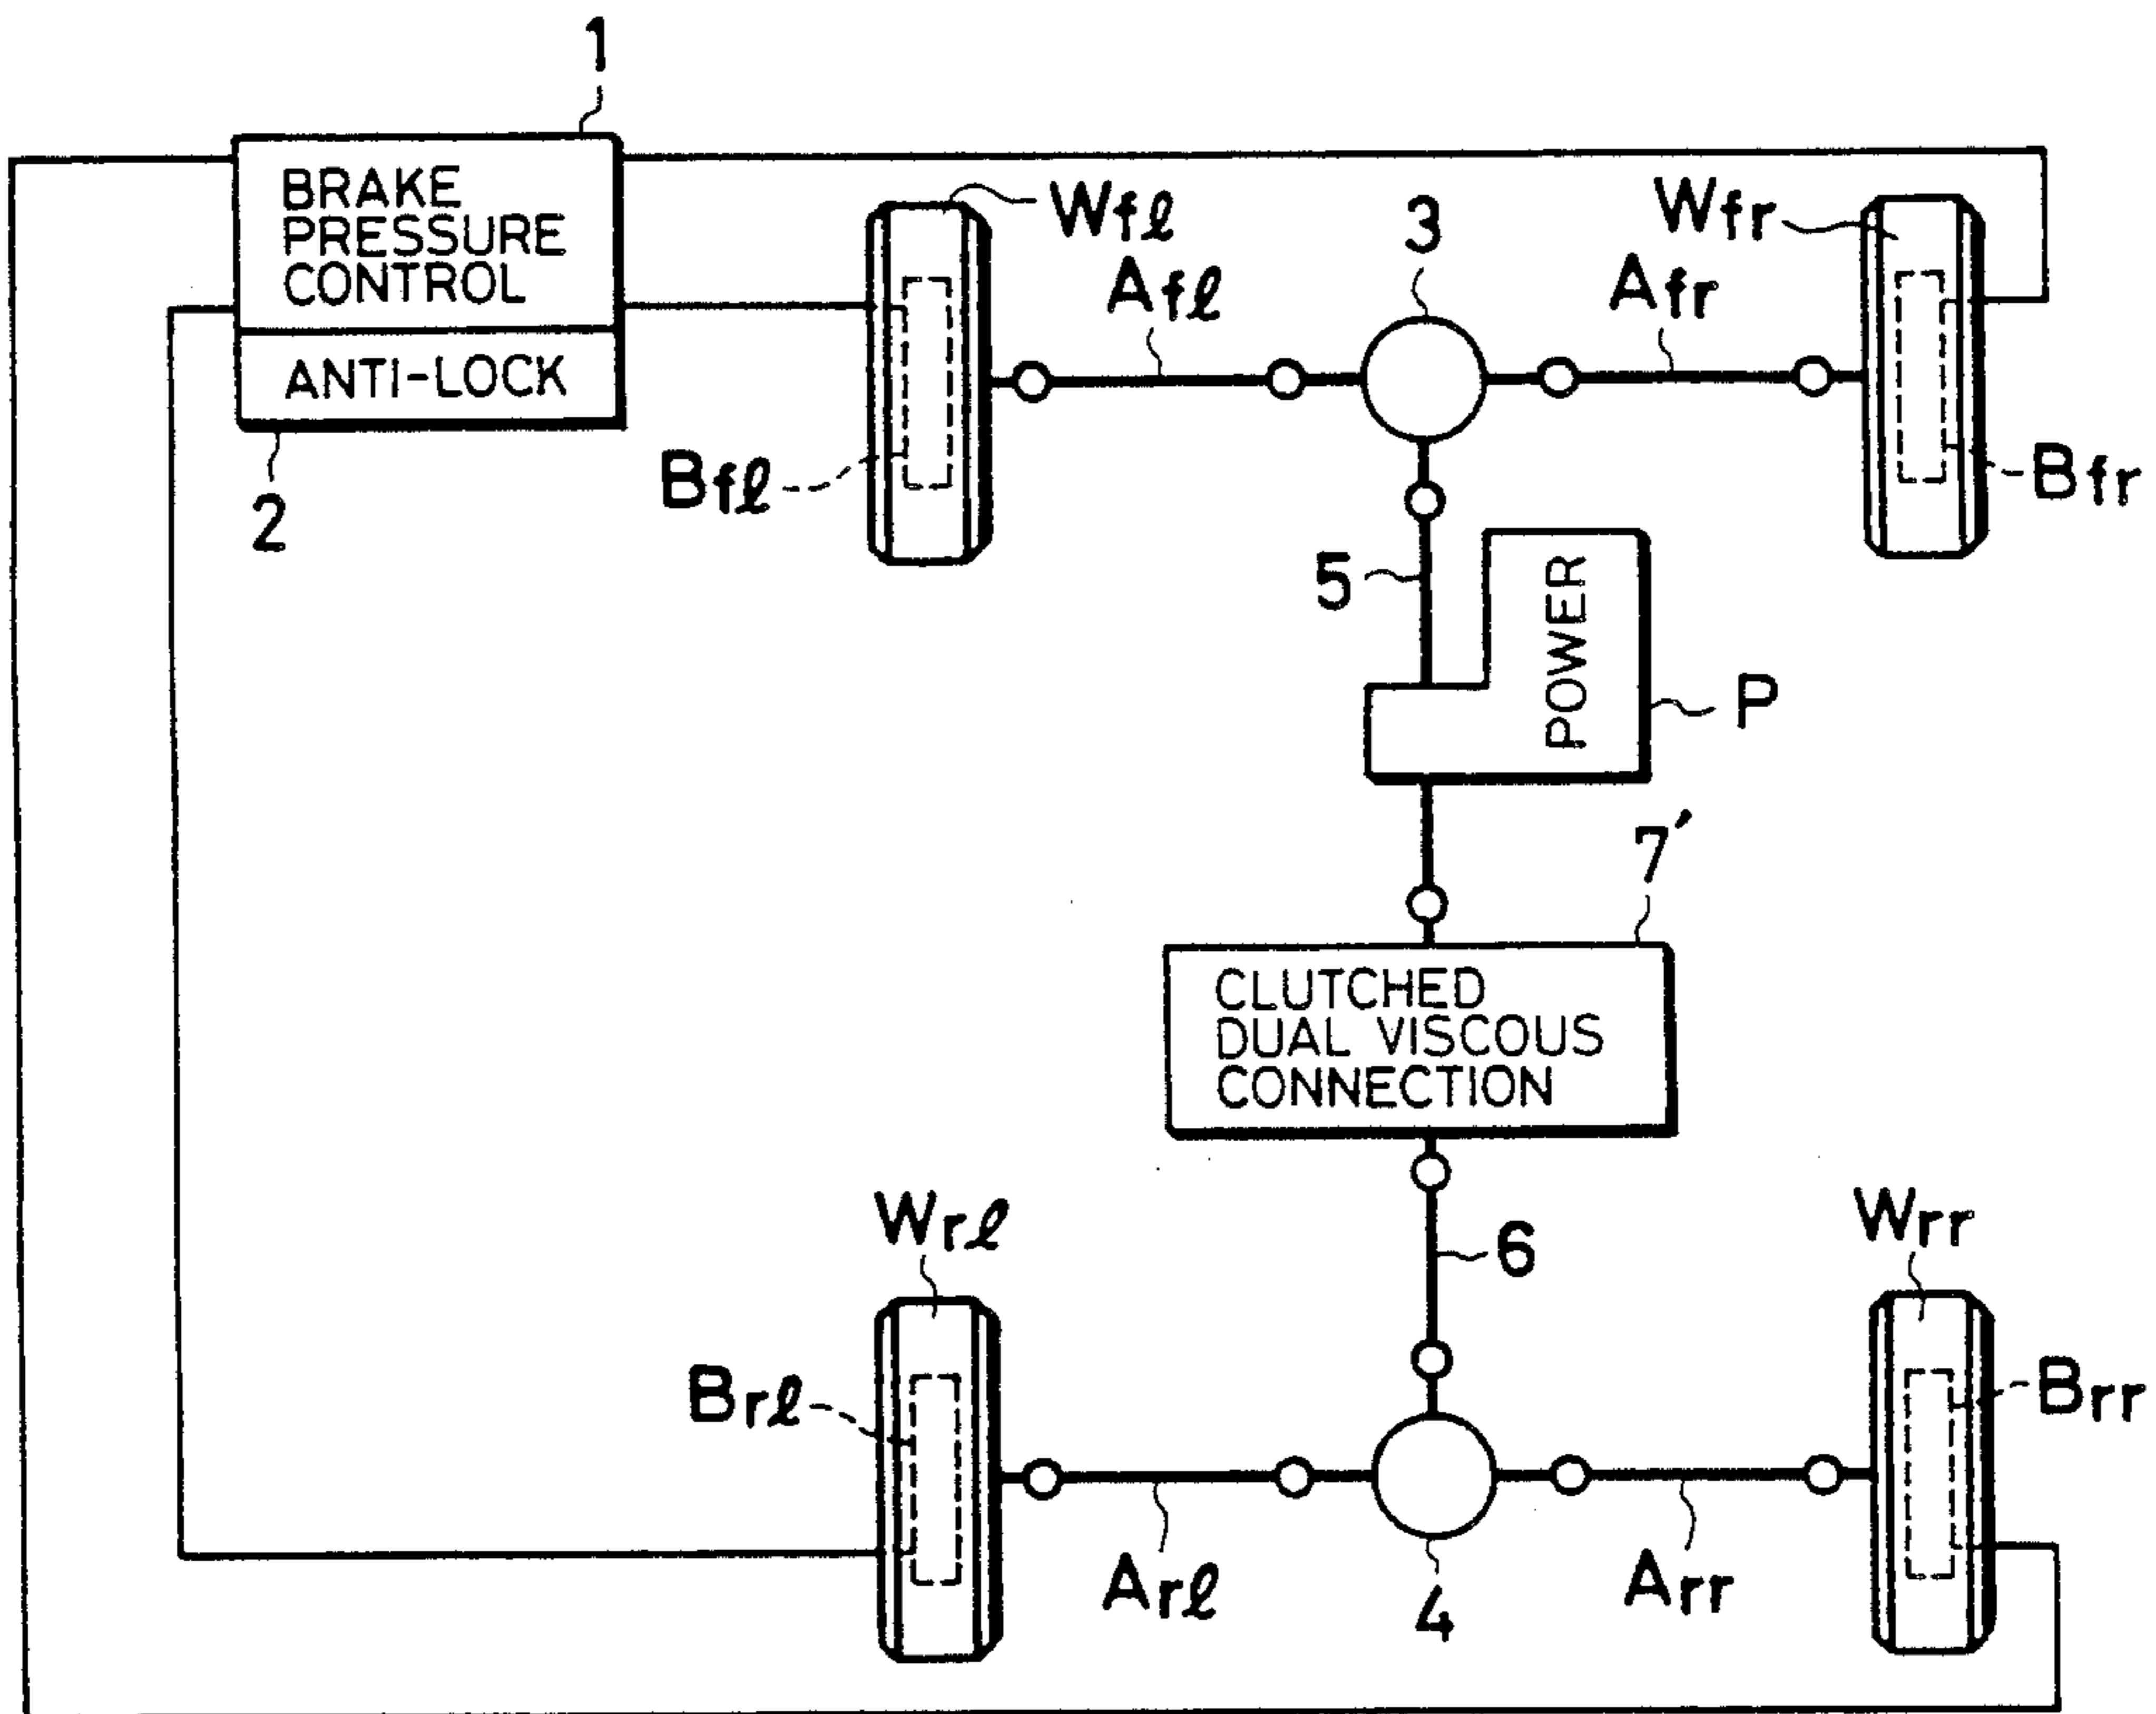 1
BRAKE
PRESSURE
CONTROL
ANTI-LOCK
2
Wfℓ
Afℓ
3
Afr
Wfr
Bfℓ
Bfr
5
POWER
P
7′
CLUTCHED
DUAL VISCOUS
CONNECTION
6
Wrℓ
Wrr
Brℓ
Brr
Arℓ
4
Arr